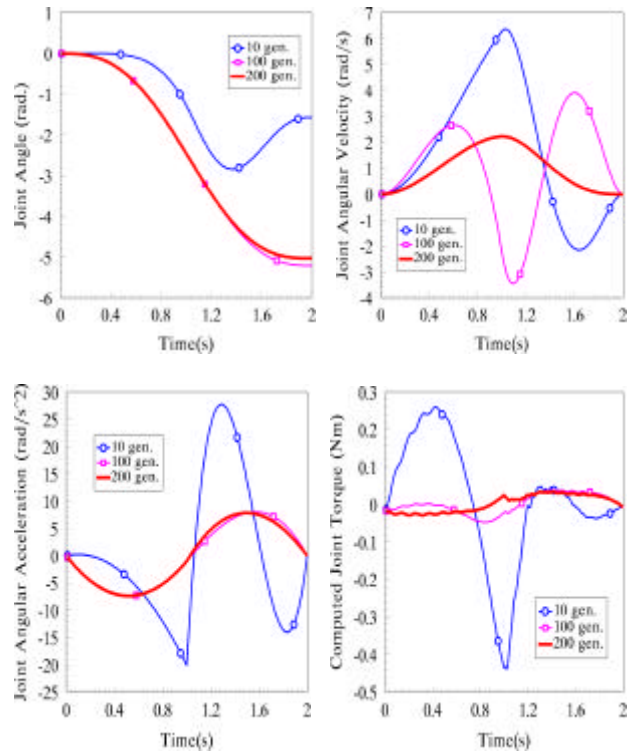 1
0
-1
-2
-3
-4
-5
-6
Joint Angle (rad.)
10 gen.
100 gen.
200 gen.
0 0.4 0.8 1.2 1.6 2
Time(s)
7
6
5
4
3
2
1
0
-1
-2
-3
-4
Joint Angular Velocity (rad/s)
10 gen.
100 gen.
200 gen.
0 0.4 0.8 1.2 1.6 2
Time(s)
30
25
20
15
10
5
0
-5
-10
-15
-20
-25
Joint Angular Acceleration (rad/s^2)
10 gen.
100 gen.
200 gen.
0 0.4 0.8 1.2 1.6 2
Time(s)
0.3
0.2
0.1
0
-0.1
-0.2
-0.3
-0.4
-0.5
Computed Joint Torque (Nm)
10 gen.
100 gen.
200 gen.
0 0.4 0.8 1.2 1.6 2
Time(s)